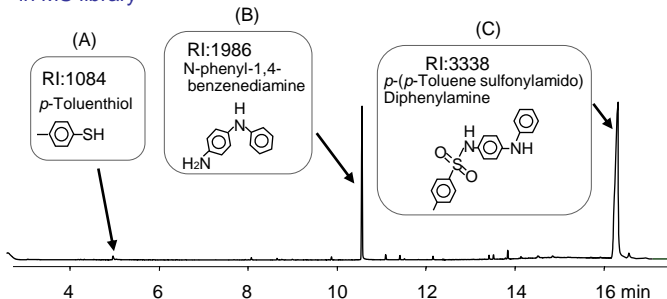 in MS library
(A)
RI:1084
p-Toluenthiol
SH
(B)
RI:1986
N-phenyl-1,4-
benzenediamine
H
N
H2N
(C)
RI:3338
p-(p-Toluene sulfonylamido)
Diphenylamine
H
N
O
S
O
NH
4 6 8 10 12 14 16 min